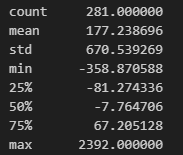 count 281.000000
mean 177.238696
std 670.539269
min -358.870588
25% -81.274336
50% -7.764706
75% 67.205128
max 2392.000000